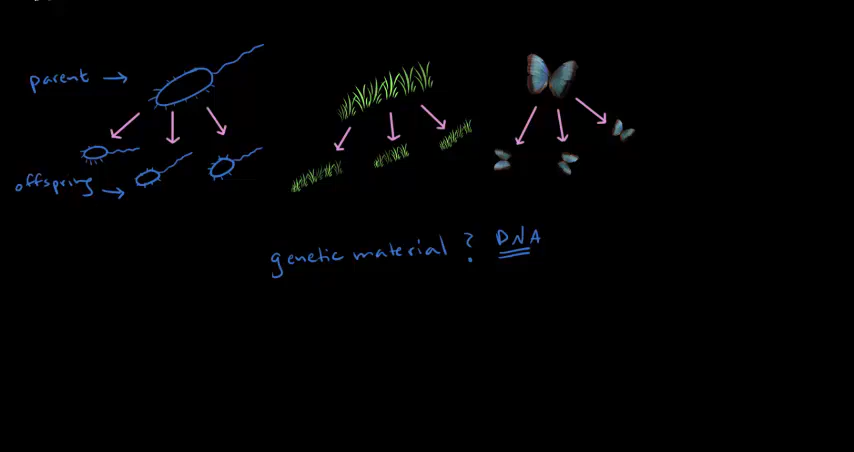 parent
offspring
genetic material ? DNA